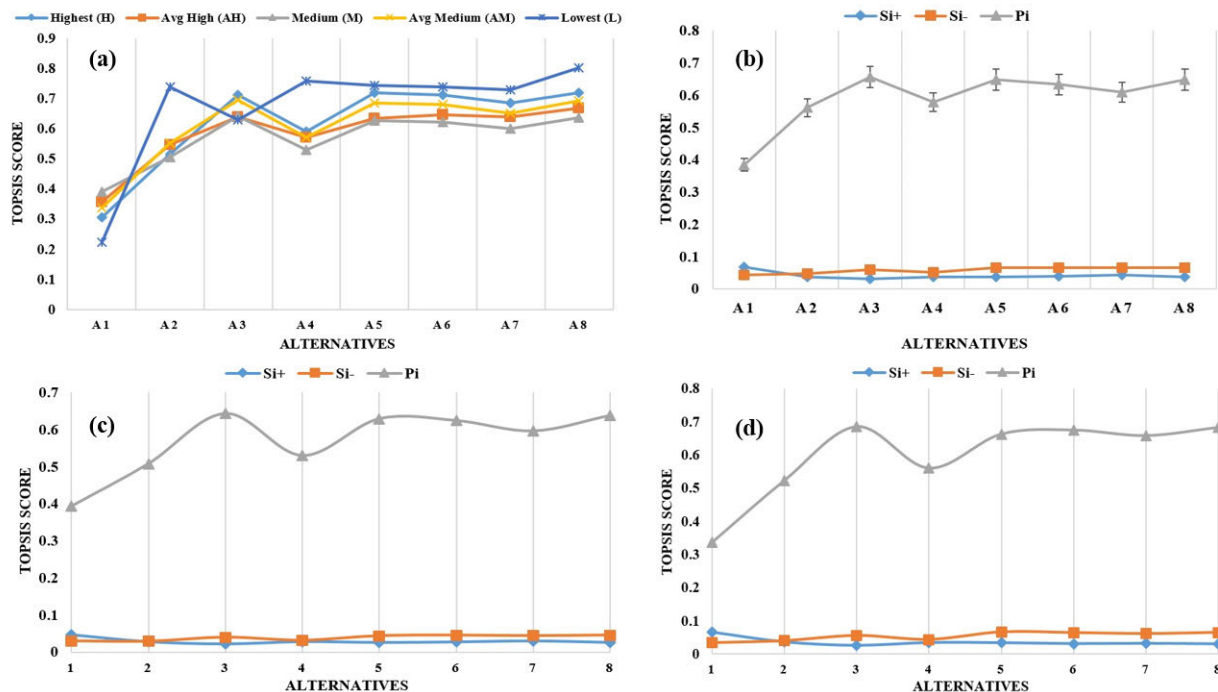 Highest (H) Avg High (AH) Medium (M) Avg Medium (AM) Lowest (L)
(a)
TOPSIS SCORE
0.9
0.8
0.7
0.6
0.5
0.4
0.3
0.2
0.1
0
A 1 A 2 A 3 A 4 A 5 A 6 A 7 A 8
ALTERNATIVES
Si+ Si- Pi
(b)
TOPSIS SCORE
0.8
0.7
0.6
0.5
0.4
0.3
0.2
0.1
0
A 1 A 2 A 3 A 4 A 5 A 6 A 7 A 8
ALTERNATIVES
Si+ Si- Pi
(c)
TOPSIS SCORE
0.7
0.6
0.5
0.4
0.3
0.2
0.1
0
1 2 3 4 5 6 7 8
ALTERNATIVES
Si+ Si- Pi
(d)
TOPSIS SCORE
0.8
0.7
0.6
0.5
0.4
0.3
0.2
0.1
0
1 2 3 4 5 6 7 8
ALTERNATIVES